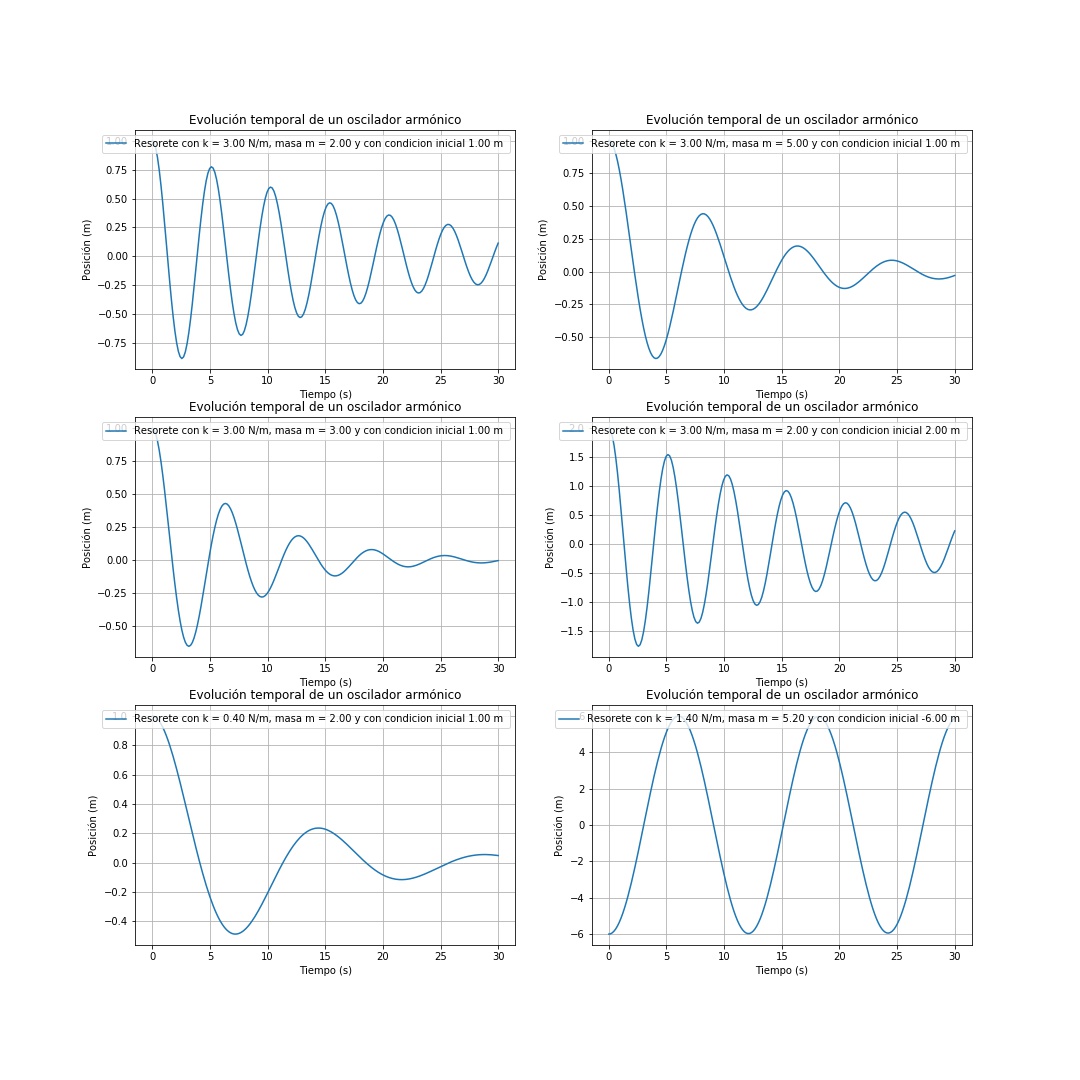 Evolución temporal de un oscilador armónico
Resorete con k = 3.00 N/m, masa m = 2.00 y con condicion inicial 1.00 m
1.00
0.75
0.50
0.25
0.00
−0.25
−0.50
−0.75
Posición (m)
0 5 10 15 20 25 30
Tiempo (s)
Evolución temporal de un oscilador armónico
Resorete con k = 3.00 N/m, masa m = 5.00 y con condicion inicial 1.00 m
1.00
0.75
0.50
0.25
0.00
−0.25
−0.50
Posición (m)
0 5 10 15 20 25 30
Tiempo (s)
Evolución temporal de un oscilador armónico
Resorete con k = 3.00 N/m, masa m = 3.00 y con condicion inicial 1.00 m
1.00
0.75
0.50
0.25
0.00
−0.25
−0.50
Posición (m)
0 5 10 15 20 25 30
Tiempo (s)
Evolución temporal de un oscilador armónico
Resorete con k = 3.00 N/m, masa m = 2.00 y con condicion inicial 2.00 m
2.0
1.5
1.0
0.5
0.0
−0.5
−1.0
−1.5
Posición (m)
0 5 10 15 20 25 30
Tiempo (s)
Evolución temporal de un oscilador armónico
Resorete con k = 0.40 N/m, masa m = 2.00 y con condicion inicial 1.00 m
1.0
0.8
0.6
0.4
0.2
0.0
−0.2
−0.4
Posición (m)
0 5 10 15 20 25 30
Tiempo (s)
Evolución temporal de un oscilador armónico
Resorete con k = 1.40 N/m, masa m = 5.20 y con condicion inicial -6.00 m
6
4
2
0
−2
−4
−6
Posición (m)
0 5 10 15 20 25 30
Tiempo (s)